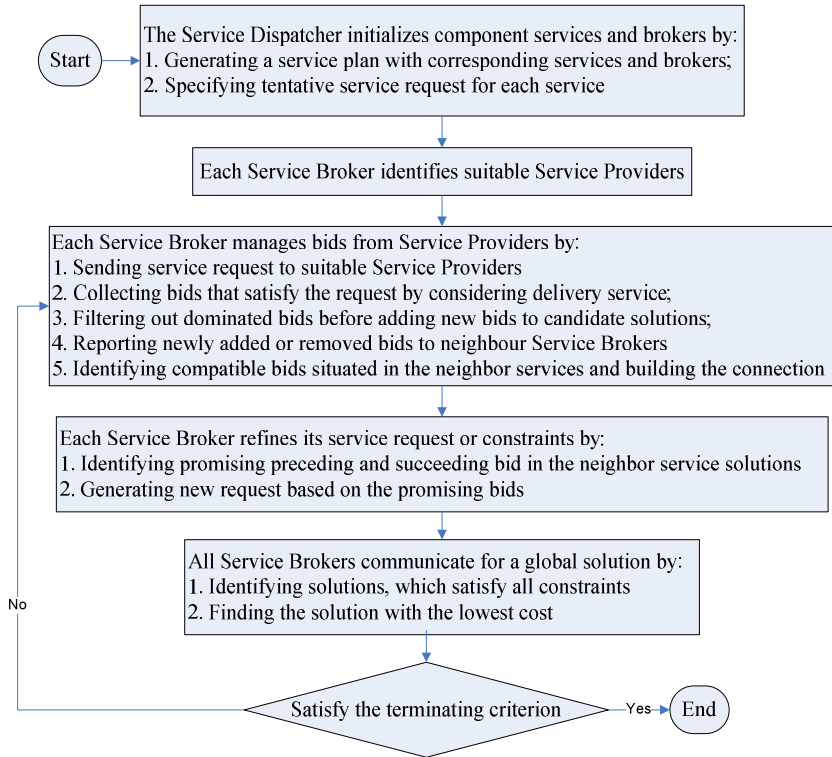 Start
The Service Dispatcher initializes component services and brokers by:
1. Generating a service plan with corresponding services and brokers;
2. Specifying tentative service request for each service
Each Service Broker identifies suitable Service Providers
Each Service Broker manages bids from Service Providers by:
1. Sending service request to suitable Service Providers
2. Collecting bids that satisfy the request by considering delivery service;
3. Filtering out dominated bids before adding new bids to candidate solutions;
4. Reporting newly added or removed bids to neighbour Service Brokers
5. Identifying compatible bids situated in the neighbor services and building the connection
Each Service Broker refines its service request or constraints by:
1. Identifying promising preceding and succeeding bid in the neighbor service solutions
2. Generating new request based on the promising bids
All Service Brokers communicate for a global solution by:
1. Identifying solutions, which satisfy all constraints
2. Finding the solution with the lowest cost
No
Satisfy the terminating criterion
Yes
End